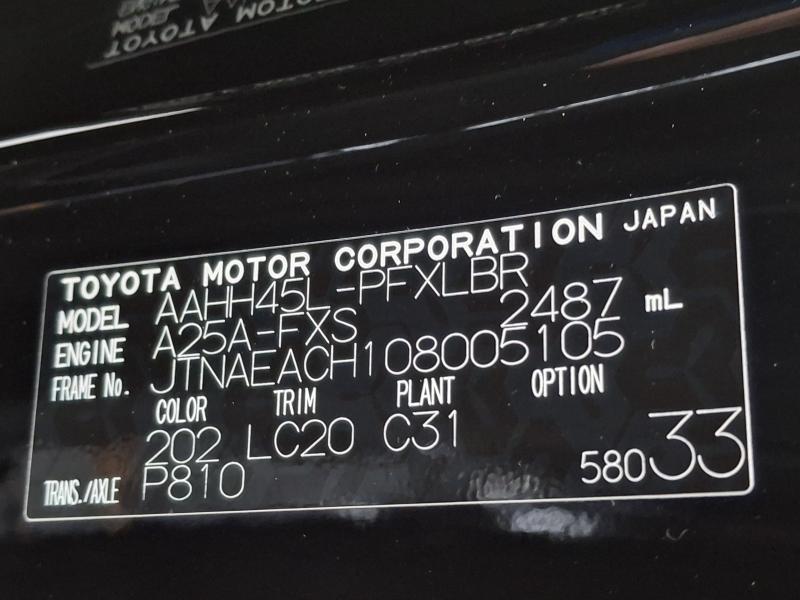 TOYOTA MOTOR CORPORATION JAPAN
MODEL AAHH45L-PFXLBR
ENGINE A25A-FXS 2487 mL
FRAME No. JTNAEACH108005105
COLOR TRIM PLANT OPTION
202 LC20 C31
TRANS./AXLE P810 58033